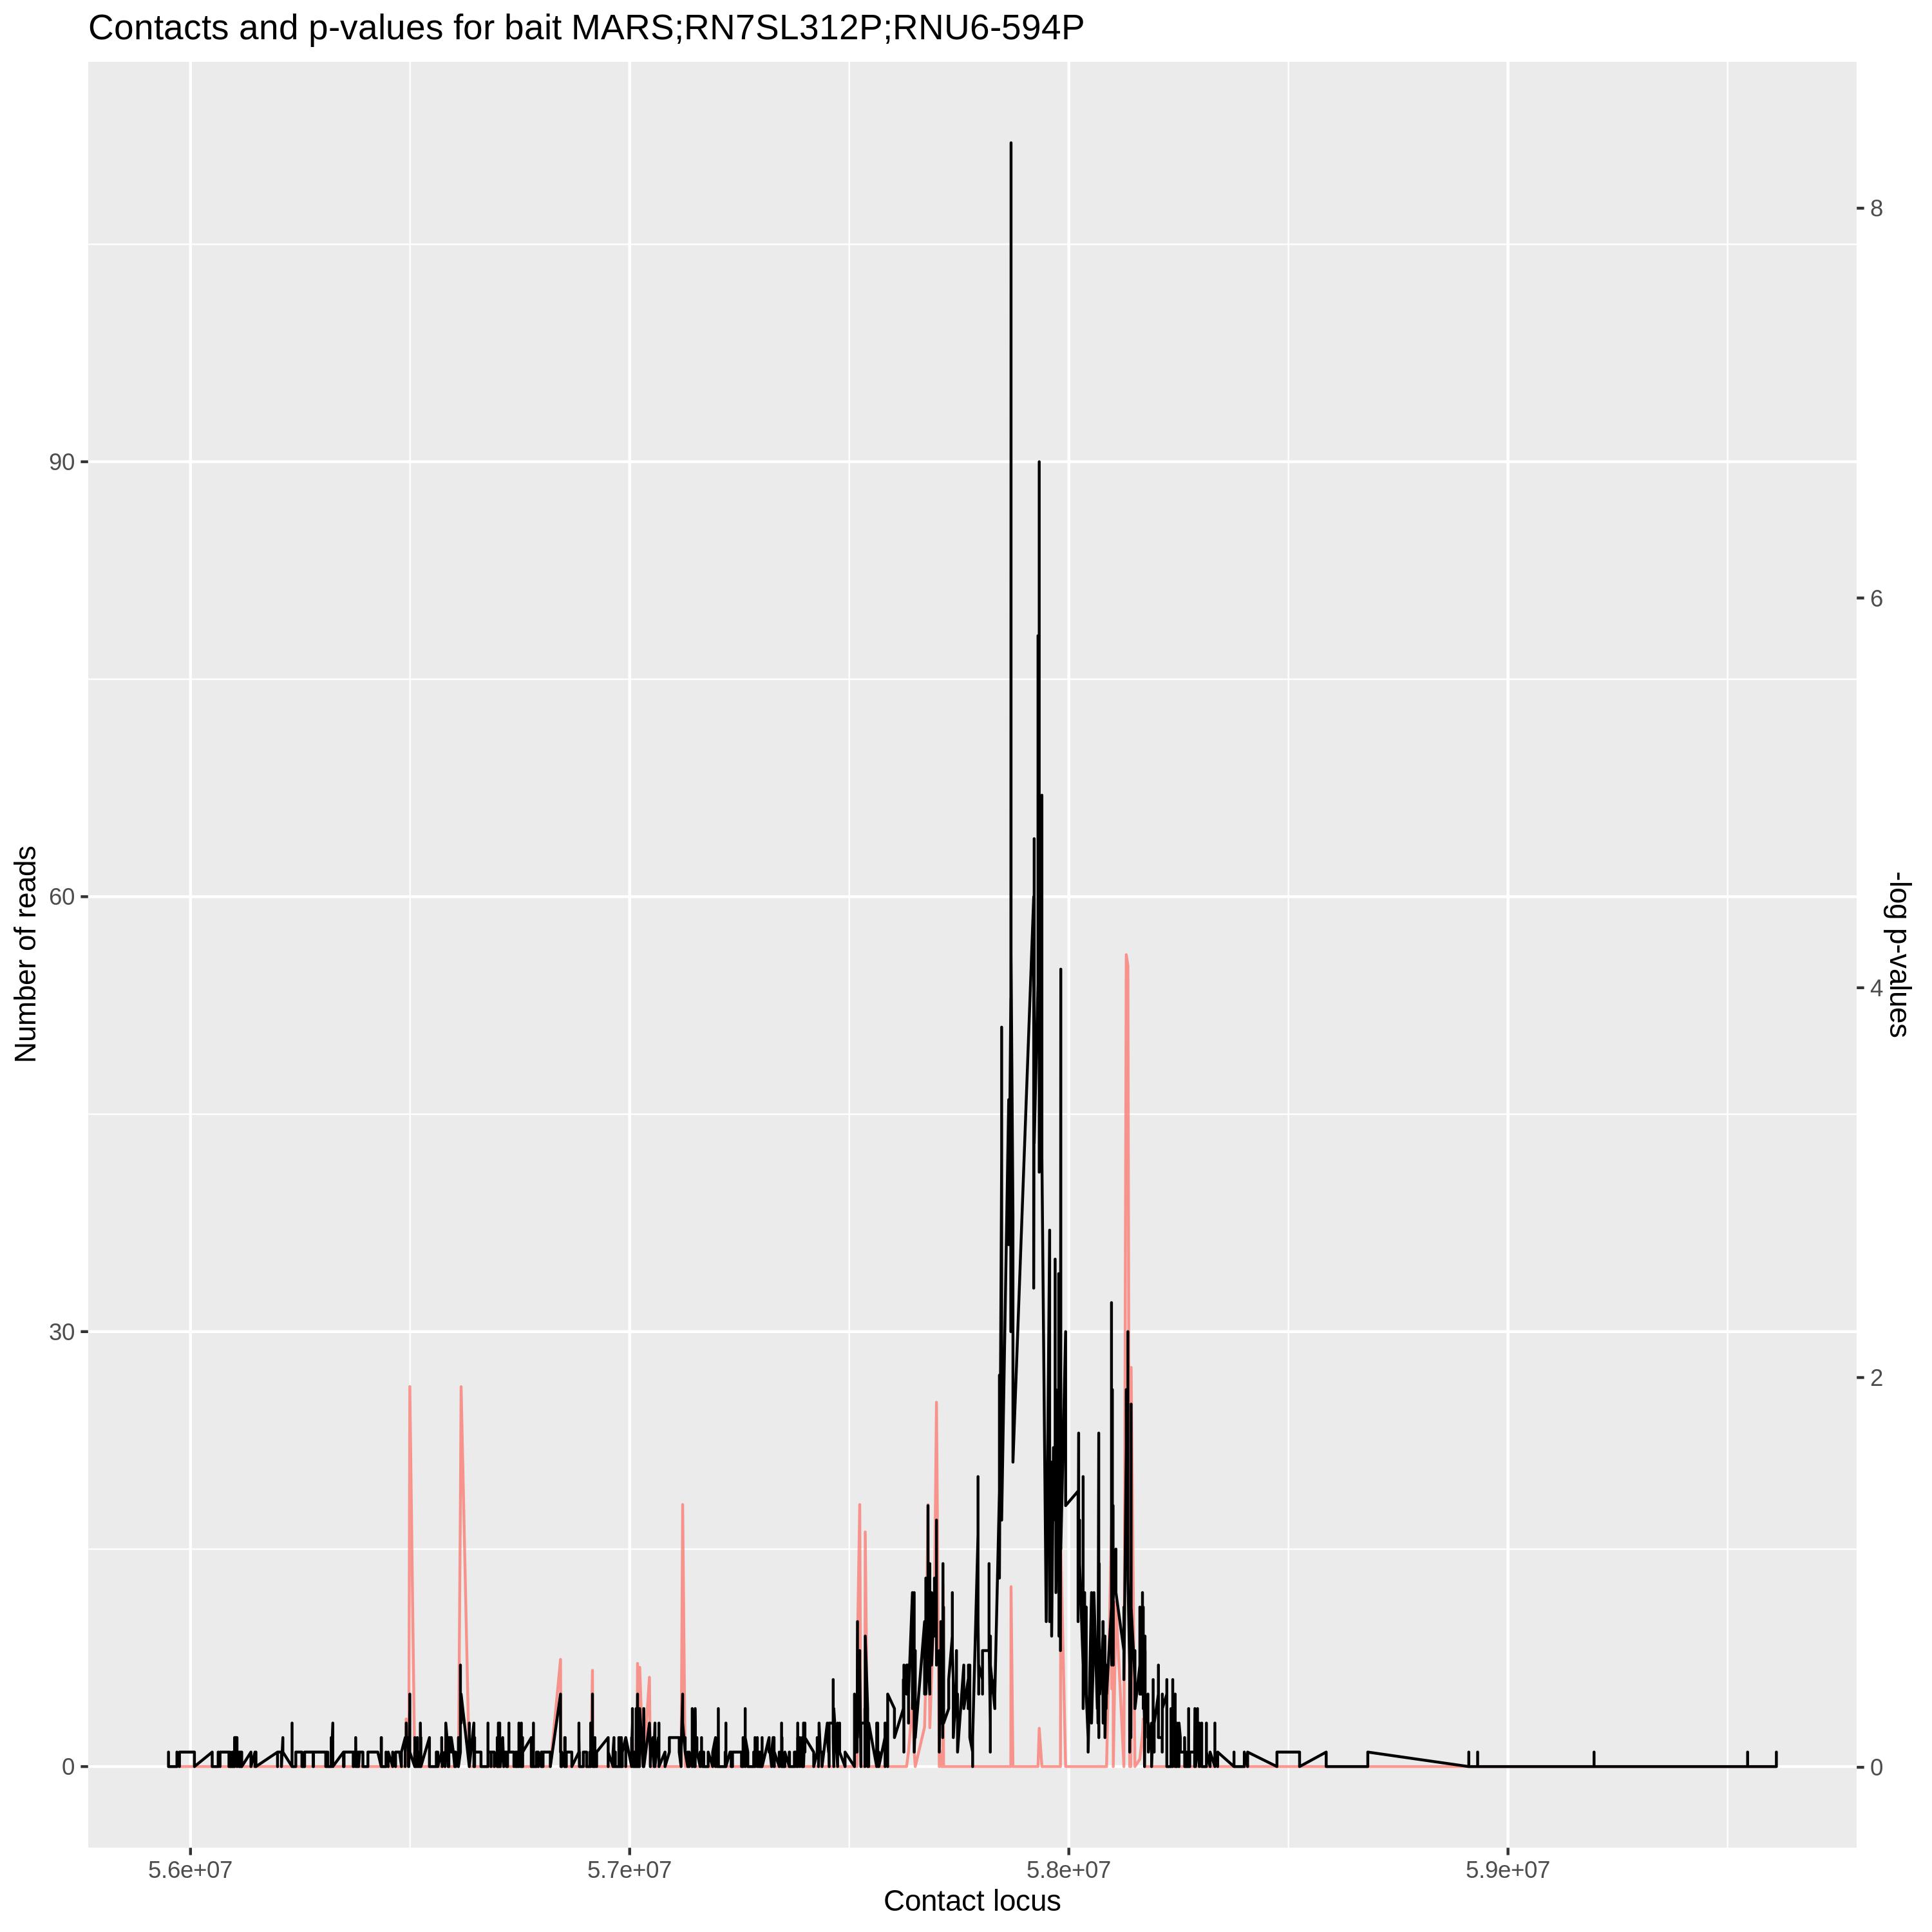 Contacts and p-values for bait MARS;RN7SL312P;RNU6-594P
Number of reads
90
60
30
0
8
6
4
2
0
-log p-values
5.6e+07
5.7e+07
5.8e+07
5.9e+07
Contact locus